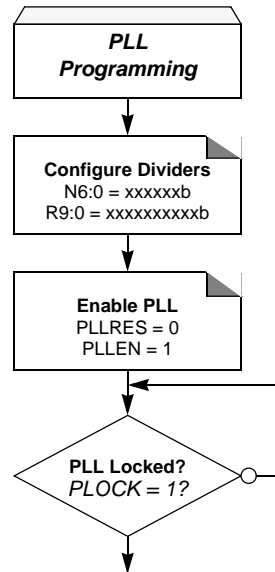 PLL
Programming
Configure Dividers
N6:0 = xxxxxxb
R9:0 = xxxxxxxxxxb
Enable PLL
PLLRES = 0
PLLEN = 1
PLL Locked?
PLOCK = 1?